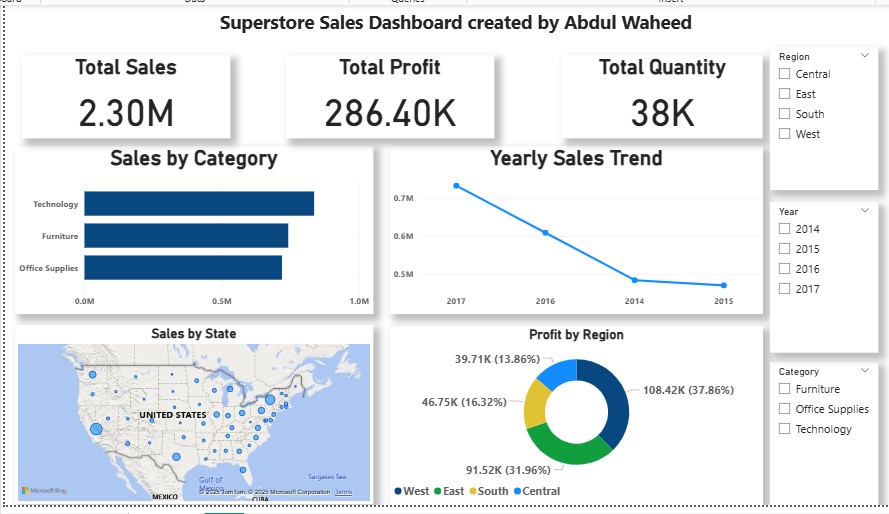 Superstore Sales Dashboard created by Abdul Waheed
Total Sales
2.30M
Total Profit
286.40K
Total Quantity
38K
Sales by Category
Technology
Furniture
Office Supplies
0.0M 0.5M 1.0M
Yearly Sales Trend
0.7M
0.6M
0.5M
2017 2016 2014 2015
Sales by State
UNITED STATES
MEXICO
Gulf of
Mexico
Sargasso Sea
CUBA
Microsoft Bing
© 2025 TomTom, © 2025 Microsoft Corporation Terms
Profit by Region
39.71K (13.86%)
108.42K (37.86%)
46.75K (16.32%)
91.52K (31.96%)
West East South Central
Region
Central
East
South
West
Year
2014
2015
2016
2017
Category
Furniture
Office Supplies
Technology